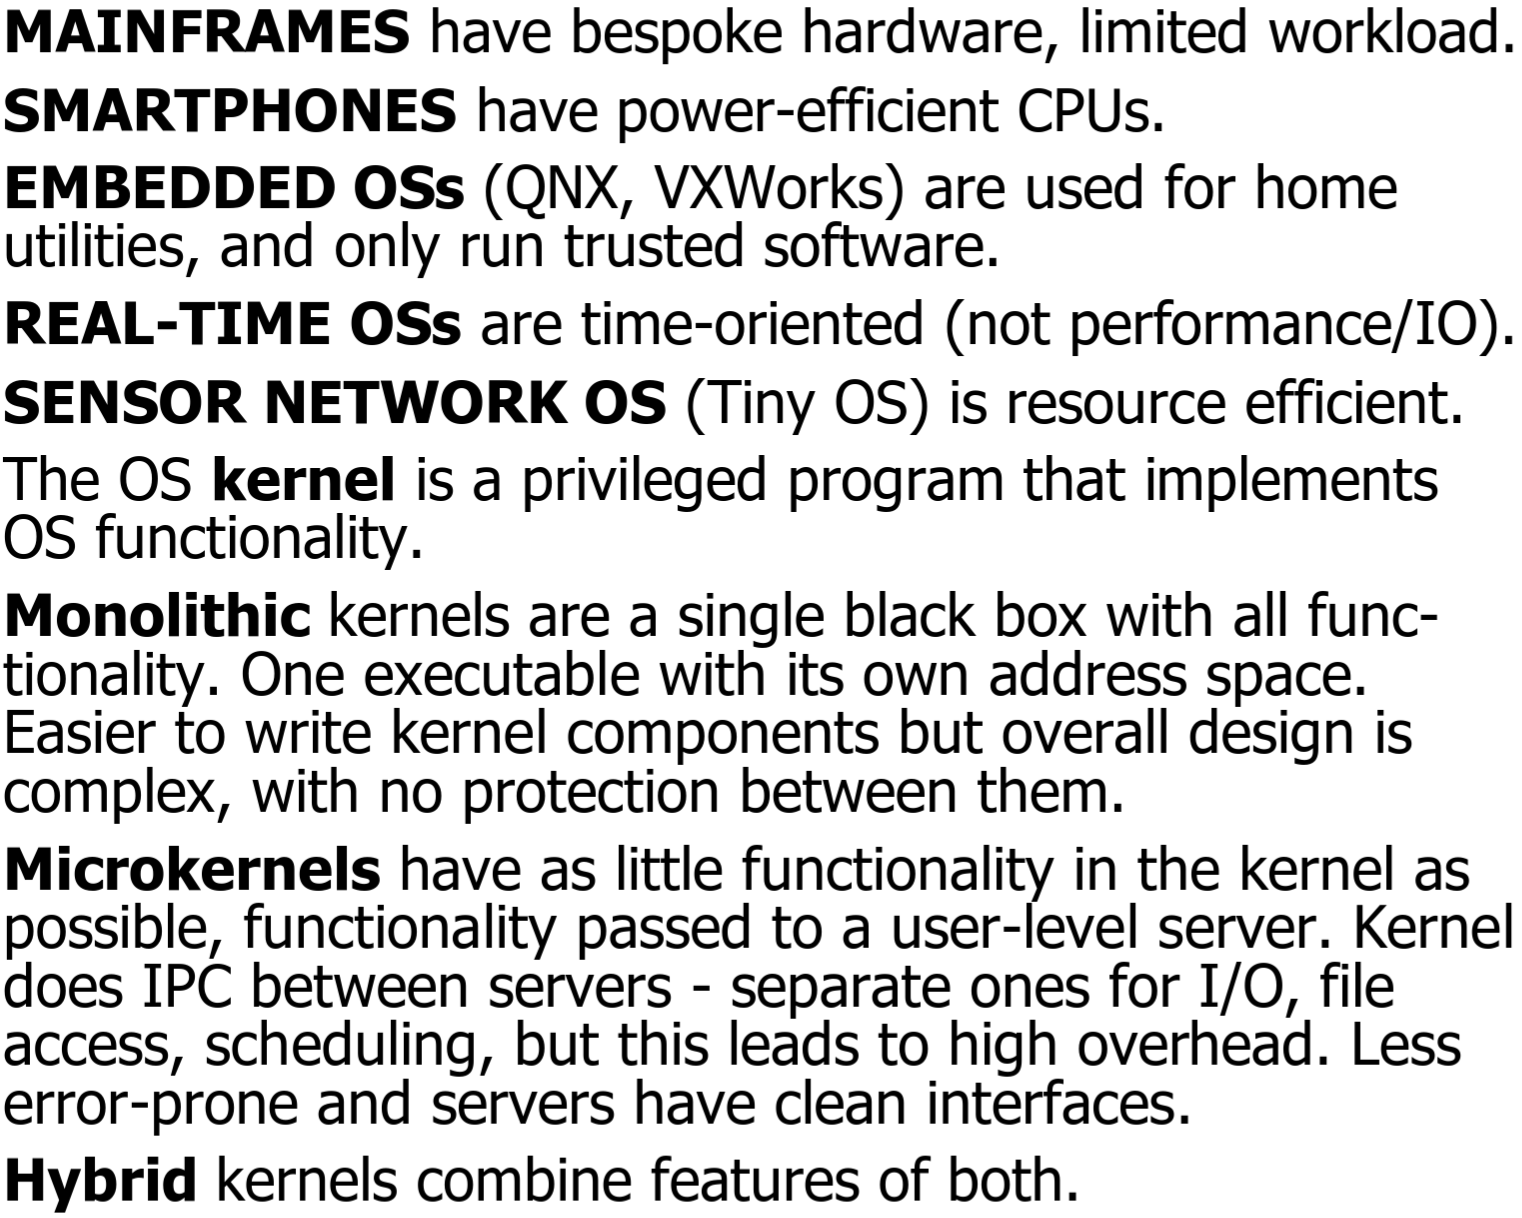 MAINFRAMES have bespoke hardware, limited workload.
SMARTPHONES have power-efficient CPUs.
EMBEDDED OSs (QNX, VXWorks) are used for home
utilities, and only run trusted software.
REAL-TIME OSs are time-oriented (not performance/IO).
SENSOR NETWORK OS (Tiny OS) is resource efficient.
The OS kernel is a privileged program that implements
OS functionality.
Monolithic kernels are a single black box with all func-
tionality. One executable with its own address space.
Easier to write kernel components but overall design is
complex, with no protection between them.
Microkernels have as little functionality in the kernel as
possible, functionality passed to a user-level server. Kernel
does IPC between servers - separate ones for I/O, file
access, scheduling, but this leads to high overhead. Less
error-prone and servers have clean interfaces.
Hybrid kernels combine features of both.